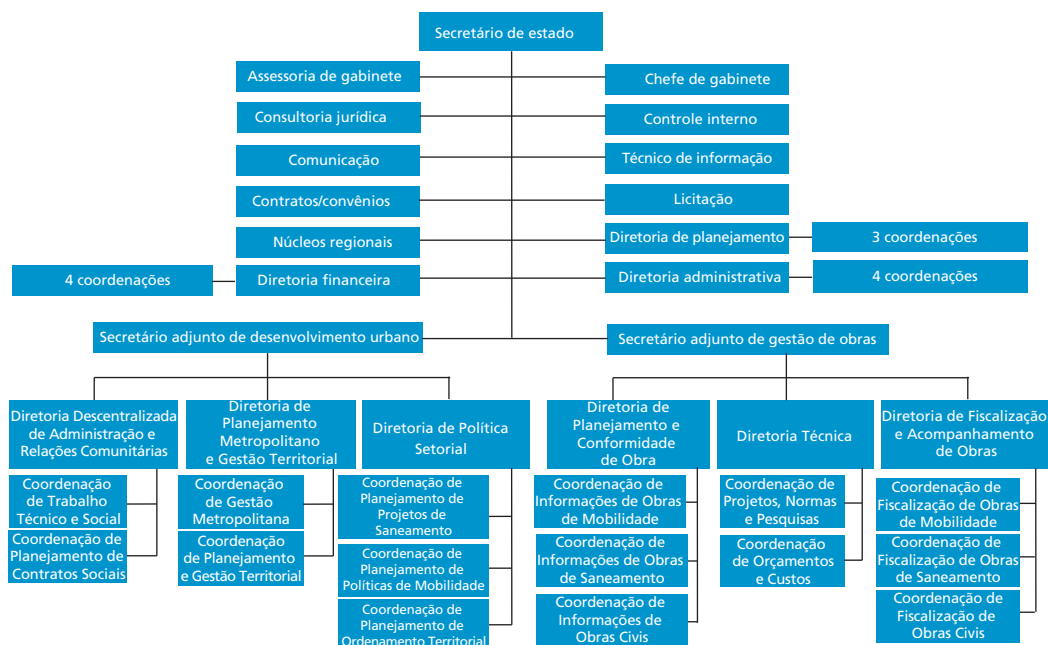 Secretário de estado
Assessoria de gabinete
Chefe de gabinete
Consultoria jurídica
Controle interno
Comunicação
Técnico de informação
Contratos/convênios
Licitação
Núcleos regionais
Diretoria de planejamento
3 coordenações
4 coordenações
Diretoria financeira
Diretoria administrativa
4 coordenações
Secretário adjunto de desenvolvimento urbano
Secretário adjunto de gestão de obras
Diretoria Descentralizada
de Administração e
Relações Comunitárias
Diretoria de
Planejamento
Metropolitano
e Gestão Territorial
Diretoria de Política
Setorial
Diretoria de
Planejamento e
Conformidade
de Obra
Diretoria Técnica
Diretoria de Fiscalização
e Acompanhamento
de Obras
Coordenação
de Trabalho
Técnico e Social
Coordenação de
Planejamento de
Contratos Sociais
Coordenação
de Gestão
Metropolitana
Coordenação
de Planejamento
e Gestão Territorial
Coordenação de
Planejamento de
Projetos de
Saneamento
Coordenação de
Planejamento de
Políticas de Mobilidade
Coordenação de
Planejamento de
Ordenamento Territorial
Coordenação de
Informações de Obras
de Mobilidade
Coordenação de
Informações de Obras
de Saneamento
Coordenação de
Informações de
Obras Civis
Coordenação de
Projetos, Normas
e Pesquisas
Coordenação
de Orçamentos
e Custos
Coordenação de
Fiscalização de Obras
de Mobilidade
Coordenação de
Fiscalização de Obras
de Saneamento
Coordenação de
Fiscalização de
Obras Civis